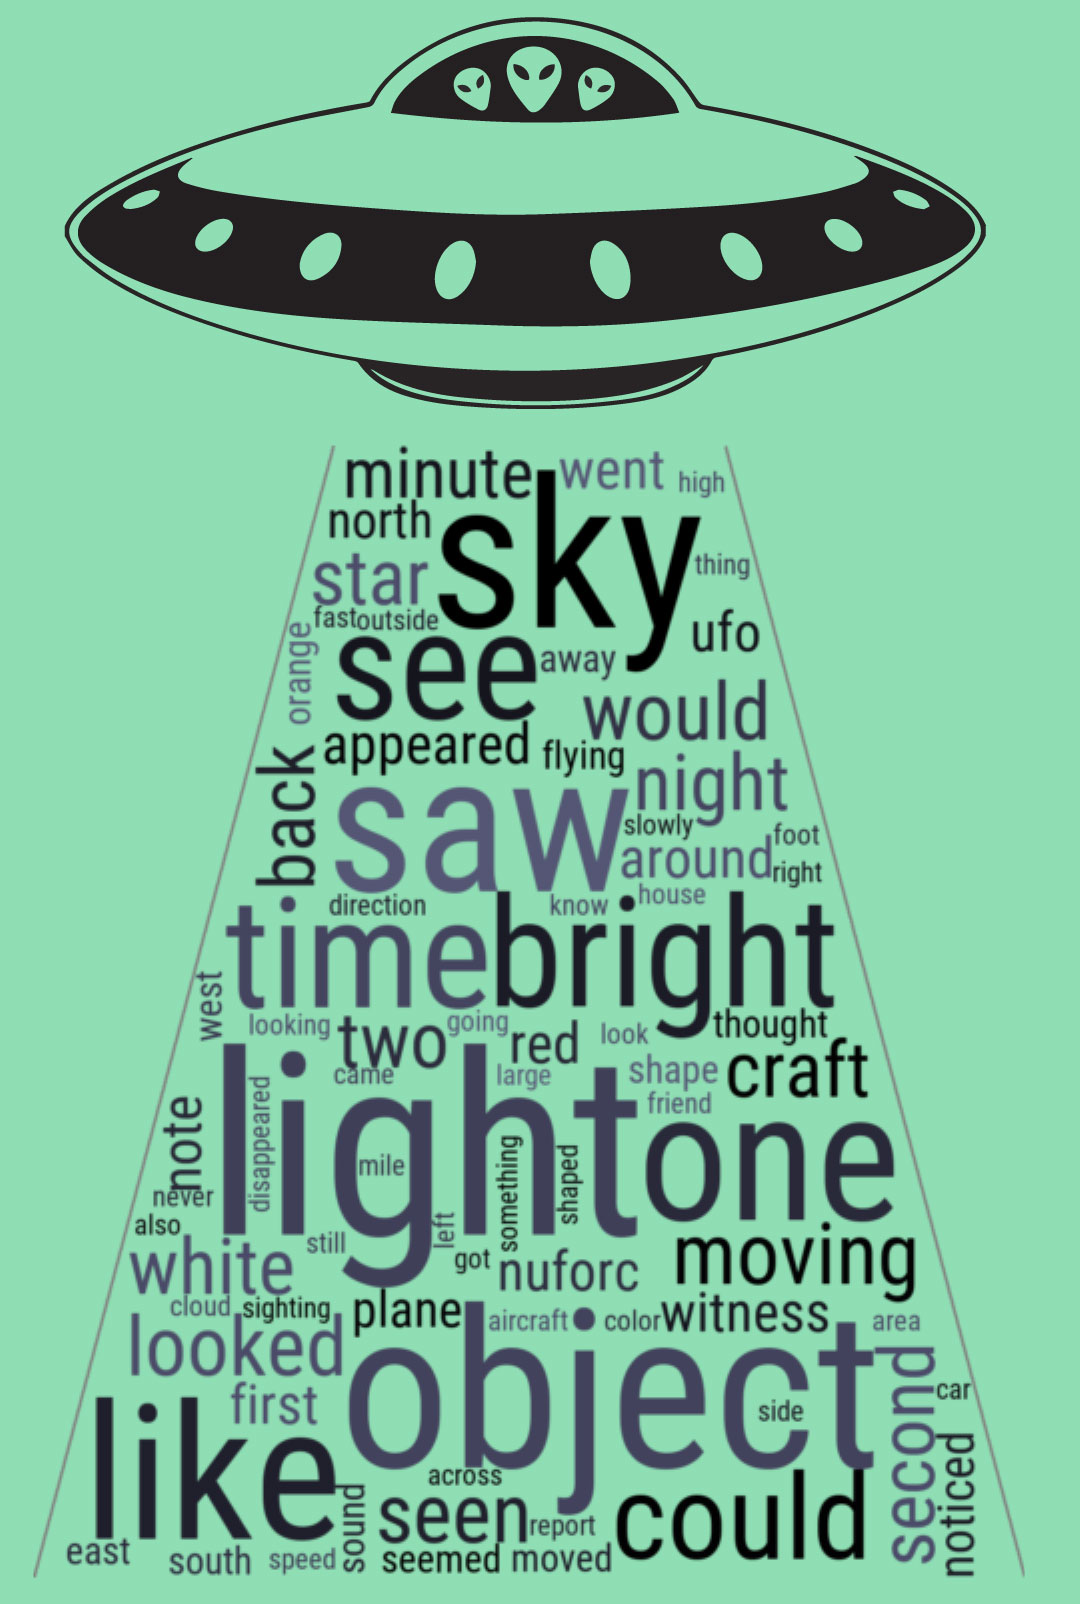 minute went high
north sky
star thing
fast outside ufo
orange see away
would
appeared flying
back night
saw slowly foot
around right
direction know house
time bright
west looking two going red look thought
came large shape craft
light friend
note disappeared mile something shaped one
never
also still left
white got nuforc moving
cloud sighting plane aircraft color witness area
looked object second
first side car
like noticed
across
sound seen report could
east south speed seemed moved